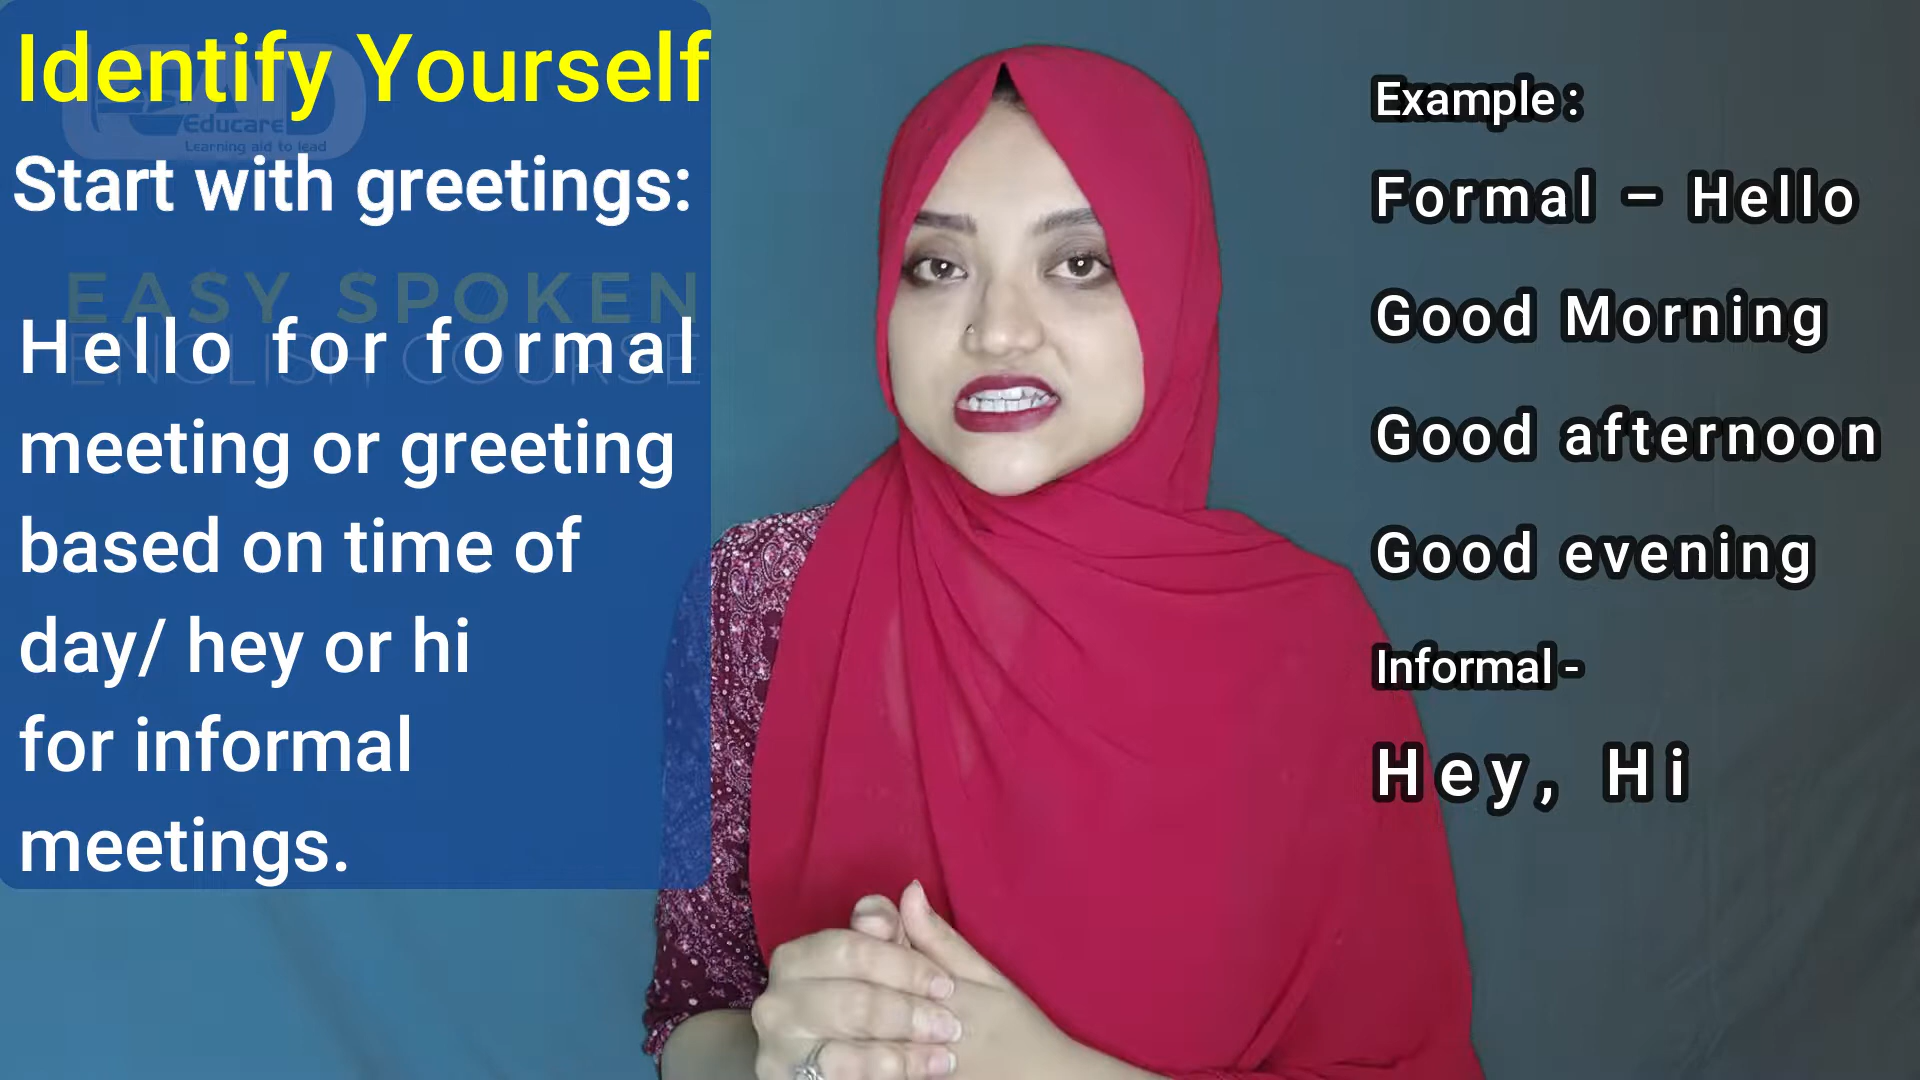 Identify Yourself
Educare
Learning aid to lead
Start with greetings:
EASY SPOKEN
ENGLISH COURSE
Hello for formal
meeting or greeting
based on time of
day/ hey or hi
for informal
meetings.
Example :
Formal – Hello
Good Morning
Good afternoon
Good evening
Informal -
Hey, Hi